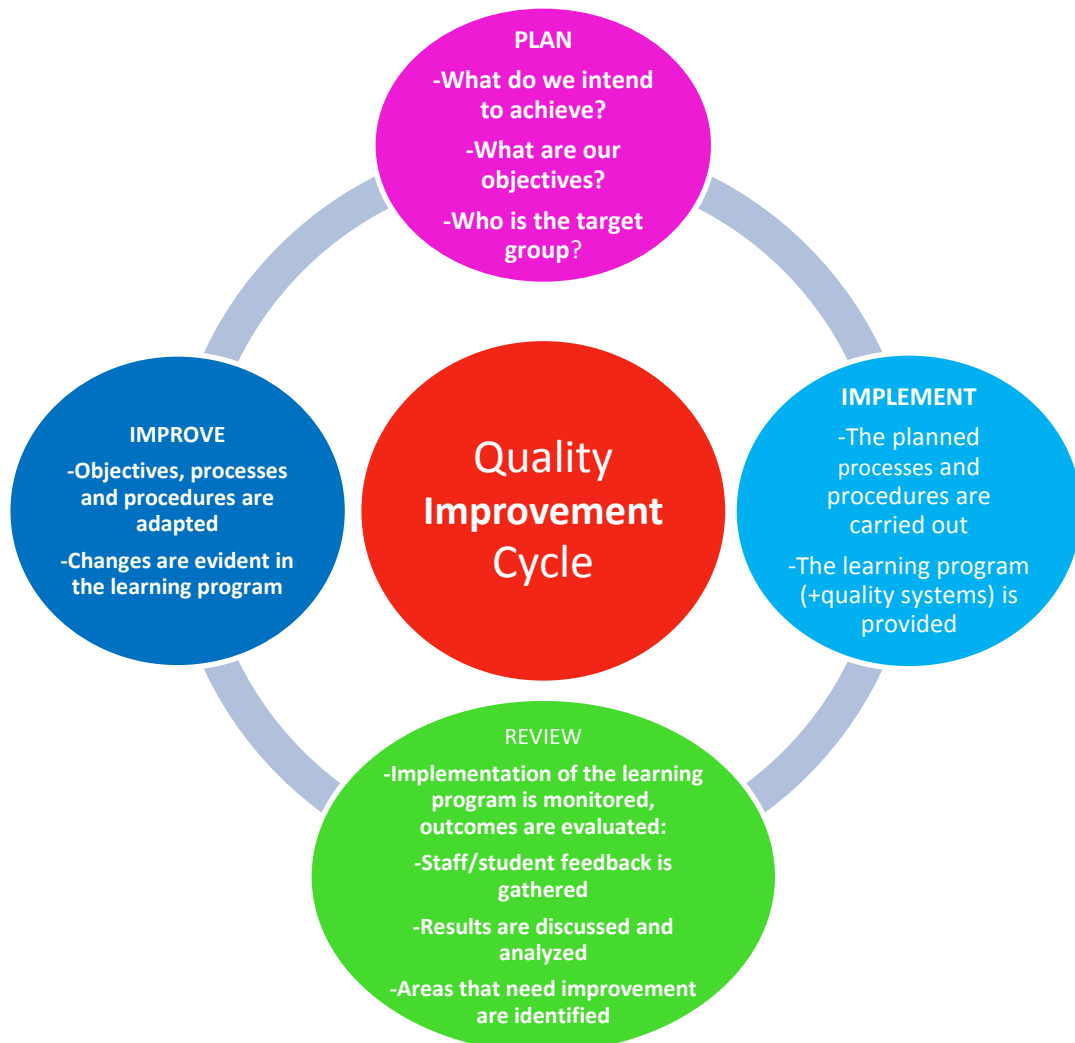 PLAN
-What do we intend
to achieve?
-What are our
objectives?
-Who is the target
group?
IMPLEMENT
-The planned
processes and
procedures are
carried out
-The learning program
(+quality systems) is
provided
REVIEW
-Implementation of the learning
program is monitored,
outcomes are evaluated:
-Staff/student feedback is
gathered
-Results are discussed and
analyzed
-Areas that need improvement
are identified
IMPROVE
-Objectives, processes
and procedures are
adapted
-Changes are evident in
the learning program
Quality
Improvement
Cycle